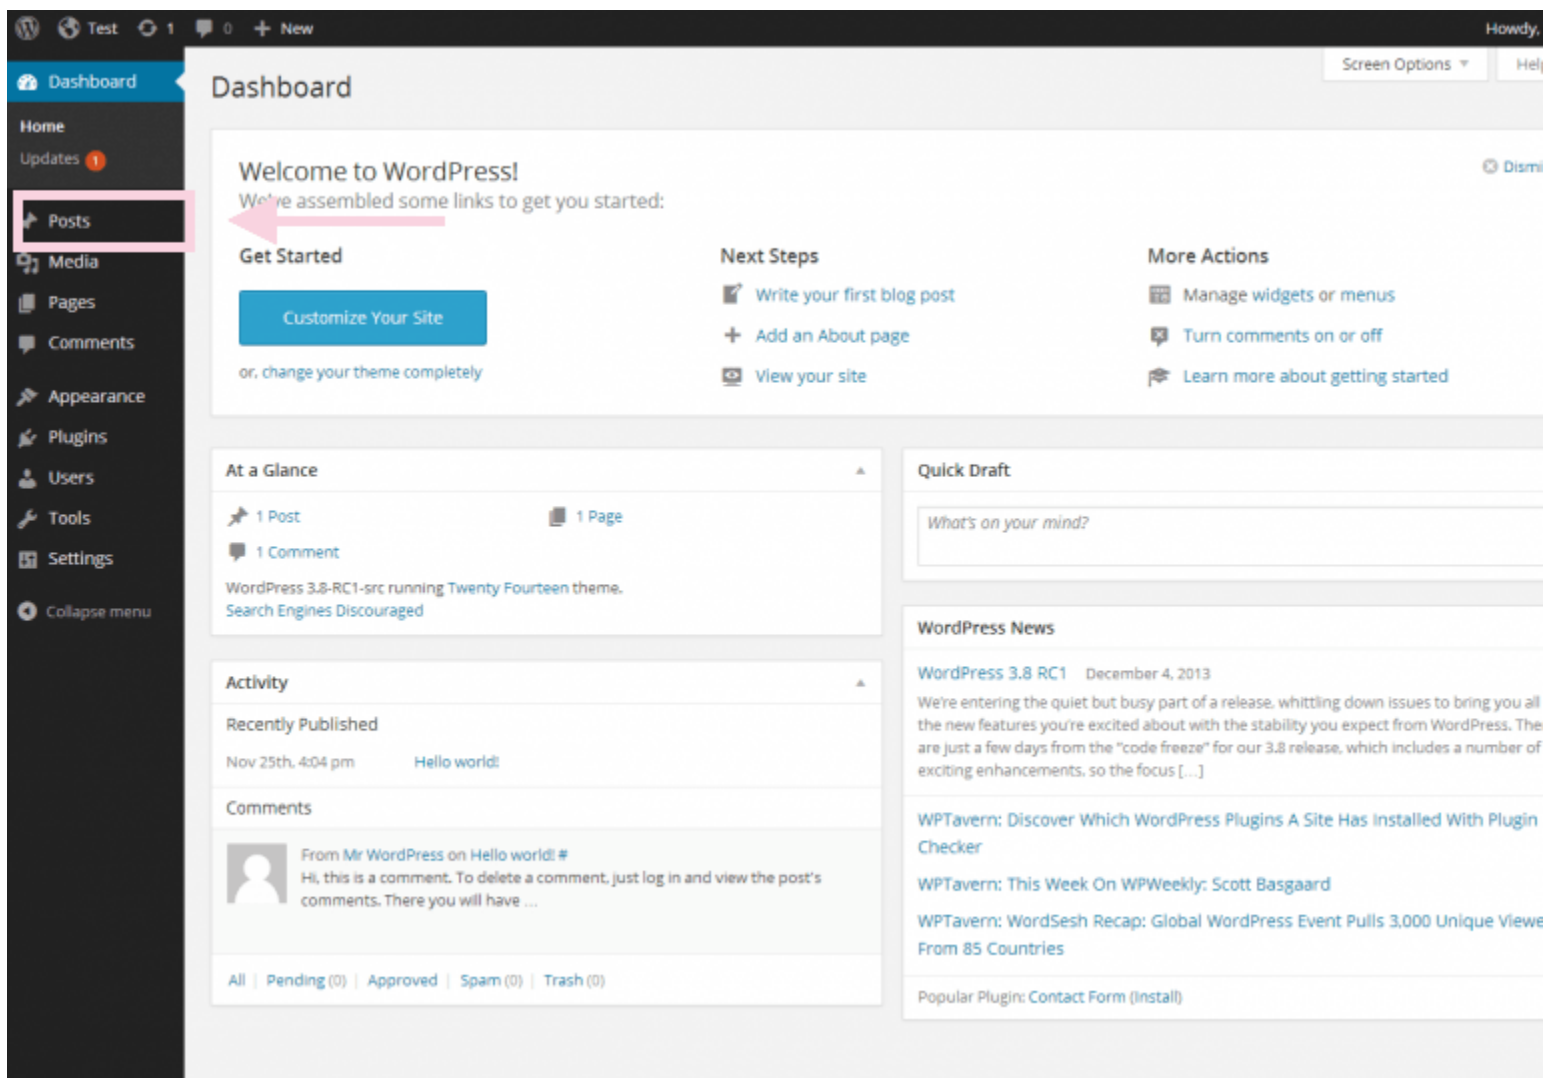 Test 1 0 New Howdy,
Screen Options Help
Dashboard
Home
Updates 1
Posts
Media
Pages
Comments
Appearance
Plugins
Users
Tools
Settings
Collapse menu
Dashboard
Welcome to WordPress!
We've assembled some links to get you started:
Dismi
Get Started
Customize Your Site
or, change your theme completely
Next Steps
Write your first blog post
Add an About page
View your site
More Actions
Manage widgets or menus
Turn comments on or off
Learn more about getting started
At a Glance
1 Post 1 Page
1 Comment
WordPress 3.8-RC1-src running Twenty Fourteen theme.
Search Engines Discouraged
Activity
Recently Published
Nov 25th, 4:04 pm Hello world!
Comments
From Mr WordPress on Hello world! #
Hi, this is a comment. To delete a comment, just log in and view the post's
comments. There you will have ...
All | Pending (0) | Approved | Spam (0) | Trash (0)
Quick Draft
What's on your mind?
WordPress News
WordPress 3.8 RC1 December 4, 2013
We're entering the quiet but busy part of a release, whittling down issues to bring you all
the new features you're excited about with the stability you expect from WordPress. The
are just a few days from the "code freeze" for our 3.8 release, which includes a number of
exciting enhancements, so the focus [...]
WPTavern: Discover Which WordPress Plugins A Site Has Installed With Plugin
Checker
WPTavern: This Week On WPWeekly: Scott Basgaard
WPTavern: WordSesh Recap: Global WordPress Event Pulls 3,000 Unique Viewe
From 85 Countries
Popular Plugin: Contact Form (Install)